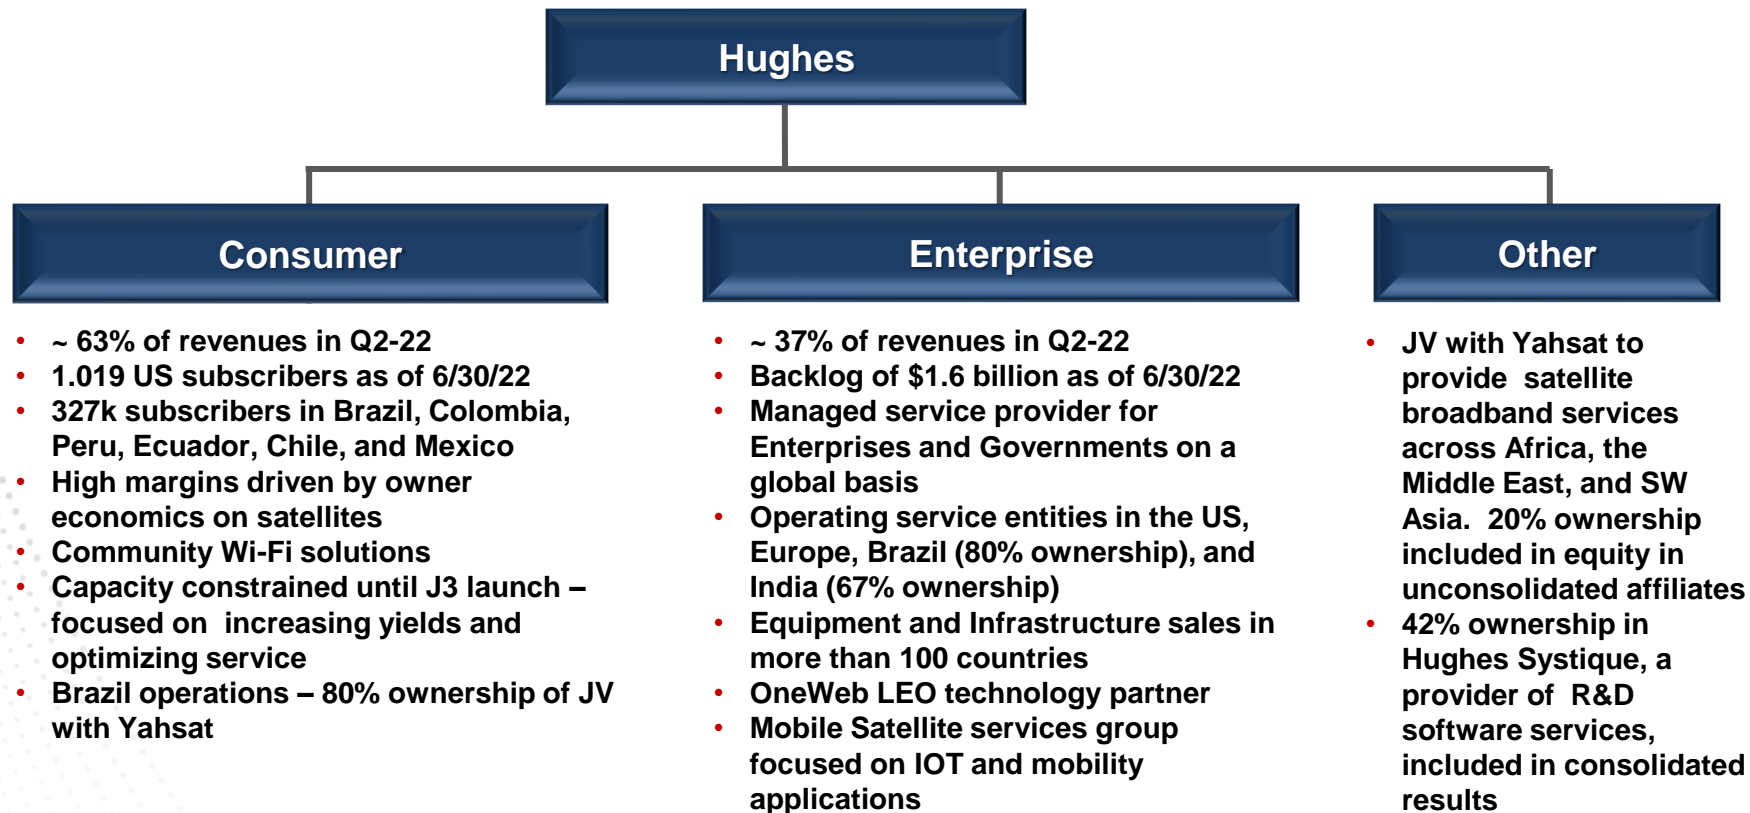 Hughes
Consumer
• ~ 63% of revenues in Q2-22
• 1.019 US subscribers as of 6/30/22
• 327k subscribers in Brazil, Colombia,
Peru, Ecuador, Chile, and Mexico
• High margins driven by owner
economics on satellites
• Community Wi-Fi solutions
• Capacity constrained until J3 launch –
focused on  increasing yields and
optimizing service
• Brazil operations – 80% ownership of JV
with Yahsat
Enterprise
• ~ 37% of revenues in Q2-22
• Backlog of $1.6 billion as of 6/30/22
• Managed service provider for
Enterprises and Governments on a
global basis
• Operating service entities in the US,
Europe, Brazil (80% ownership), and
India (67% ownership)
• Equipment and Infrastructure sales in
more than 100 countries
• OneWeb LEO technology partner
• Mobile Satellite services group
focused on IOT and mobility
applications
Other
• JV with Yahsat to
provide  satellite
broadband services
across Africa, the
Middle East, and SW
Asia.  20% ownership
included in equity in
unconsolidated affiliates
• 42% ownership in
Hughes Systique, a
provider of  R&D
software services,
included in consolidated
results